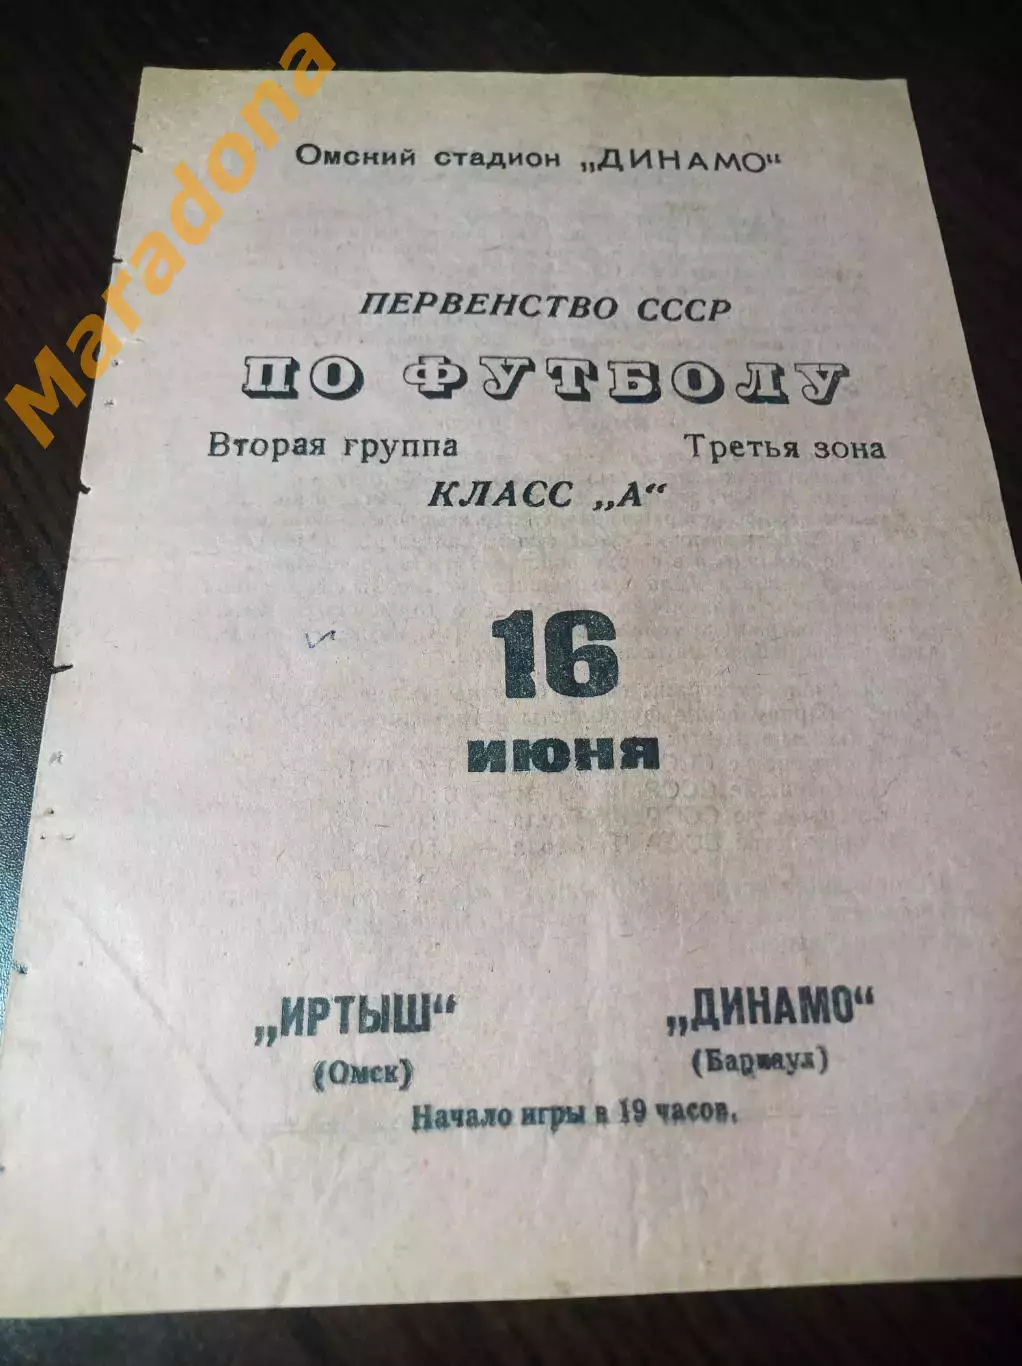 Maradona
Омский стадион „ДИНАМО“
ПЕРВЕНСТВО СССР
ПО ФУТБОЛУ
Вторая группа Третья зона
КЛАСС „А“
16
ИЮНЯ
„ИРТЫШ“ „ДИНАМО“
(Омск) (Барнаул)
Начало игры в 19 часов.